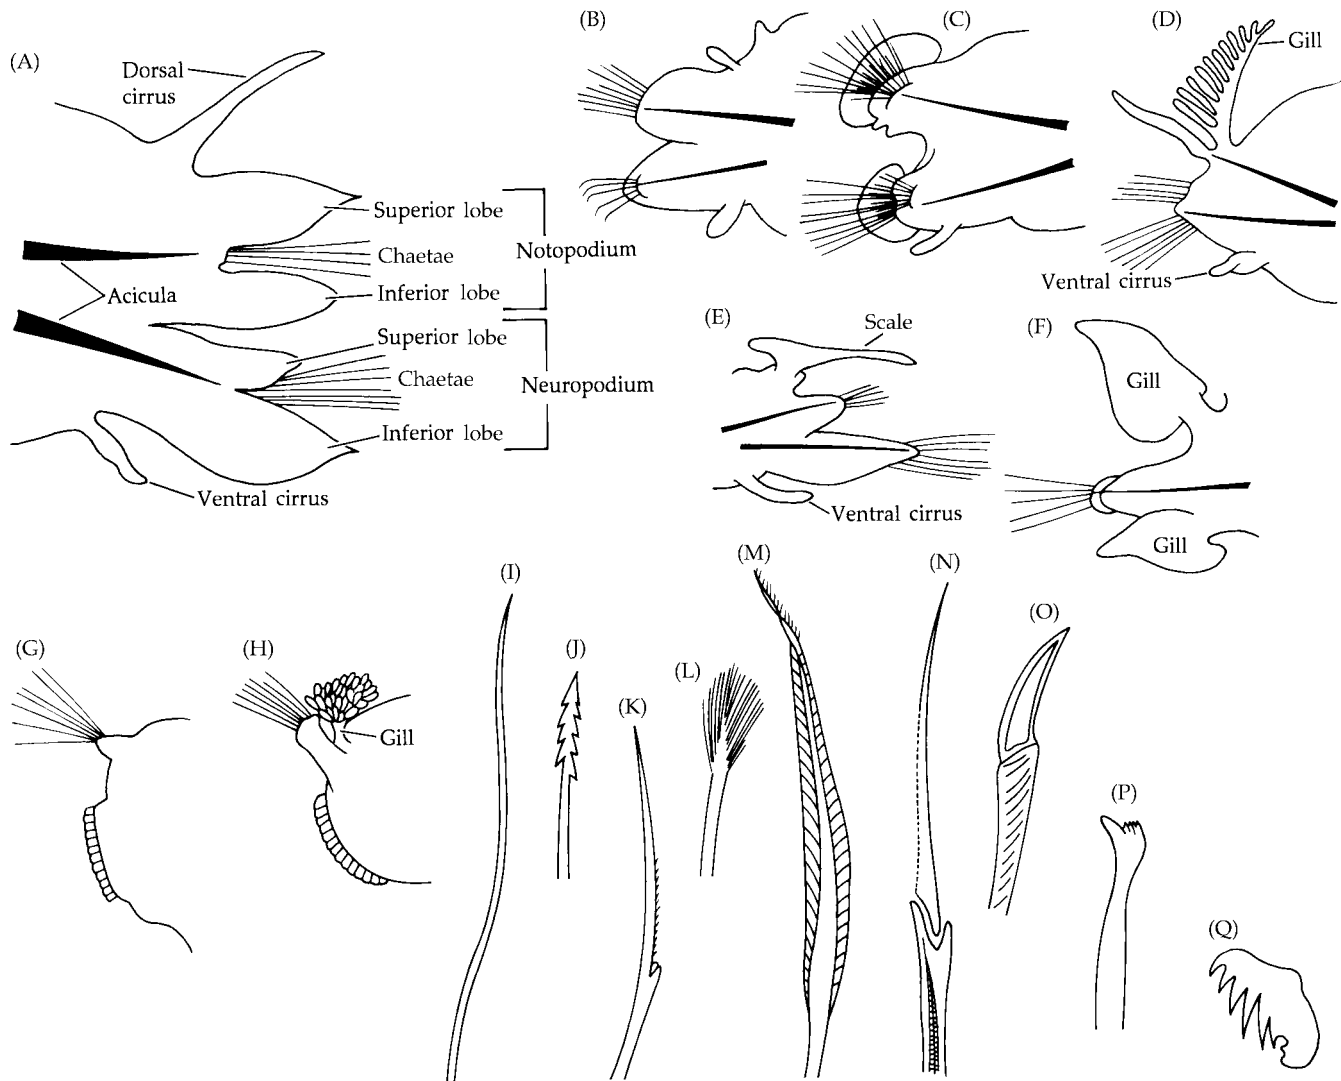 (A)
Dorsal
cirrus
Superior lobe
Chaetae
Notopodium
Acicula
Inferior lobe
Superior lobe
Chaetae
Neuropodium
Inferior lobe
Ventral cirrus
(B)
(C)
(D)
Gill
Ventral cirrus
(E)
Scale
Ventral cirrus
(F)
Gill
Gill
(G)
(H)
Gill
(I)
(J)
(K)
(L)
(M)
(N)
(O)
(P)
(Q)